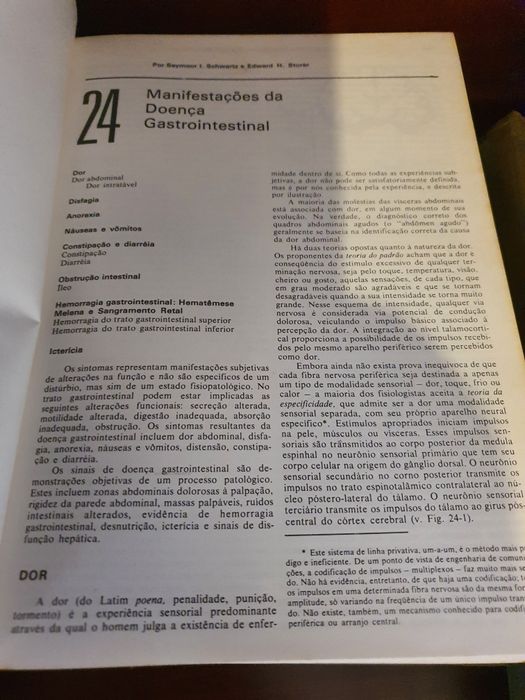 Por Seymour I. Schwartz e Edward H. Storer
24
Manifestações da
Doença
Gastrointestinal
Dor
Dor abdominal
Dor intratável
Disfagia
Anorexia
Náuseas e vômitos
Constipação e diarréia
Constipação
Diarréia
Obstrução intestinal
Íleo
Hemorragia gastrointestinal: Hematêmese
Melena e Sangramento Retal
Hemorragia do trato gastrointestinal superior
Hemorragia do trato gastrointestinal inferior
Icterícia
Os sintomas representam manifestações subjetivas
de alterações na função e não são específicos de um
distúrbio, mas sim de um estado fisiopatológico. No
trato gastrointestinal podem estar implicadas as
seguintes alterações funcionais: secreção alterada,
motilidade alterada, digestão inadequada, absorção
inadequada, obstrução. Os sintomas resultantes da
doença gastrointestinal incluem dor abdominal, disfa-
gia, anorexia, náuseas e vômitos, distensão, constipa-
ção e diarréia.
Os sinais de doença gastrointestinal são de-
monstrações objetivas de um processo patológico.
Estes incluem zonas abdominais dolorosas à palpação,
rigidez da parede abdominal, massas palpáveis, ruídos
intestinais alterados, evidência de hemorragia
gastrointestinal, desnutrição, icterícia e sinais de dis-
função hepática.
DOR
A dor (do Latim poena, penalidade, punição,
tormento) é a experiência sensorial predominante
através da qual o homem julga a existência de enfer-
midade dentro de si. Como todas as experiências sub-
jetivas, a dor não pode ser satisfatoriamente definida,
mas é por nós conhecida pela experiência, e descrita
por ilustração.
A maioria das moléstias das vísceras abdominais
está associada com dor, em algum momento de sua
evolução. Na verdade, o diagnóstico correto dos
quadros abdominais agudos (o "abdômen agudo")
geralmente se baseia na identificação correta da causa
da dor abdominal.
Há duas teorias opostas quanto à natureza da dor.
Os proponentes da teoria do padrão acham que a dor é
conseqüência do estímulo excessivo de qualquer ter-
minação nervosa, seja pelo toque, temperatura, visão,
cheiro ou gosto, aquelas sensações, de cada tipo, que
em grau moderado são agradáveis e que se tornam
desagradáveis quando a sua intensidade se torna muito
grande. Nesse esquema de intensidade, qualquer via
nervosa é considerada via potencial de condução
dolorosa, veiculando o impulso básico associado à
percepção da dor. A integração ao nível talamocorti-
cal proporciona a possibilidade de os impulsos recebi-
dos pelo mesmo aparelho periférico serem percebidos
como dor.
Embora ainda não exista prova inequívoca de que
cada fibra nervosa periférica seja destinada a apenas
um tipo de modalidade sensorial – dor, toque, frio ou
calor – a maioria dos fisiologistas aceita a teoria da
especificidade, que admite ser a dor uma modalidade
sensorial separada, com seu próprio aparelho neural
específico*. Estímulos apropriados iniciam impulsos
na pele, músculos ou vísceras. Esses impulsos sen-
soriais são trânsmitidos ao corpo posterior da medula
espinhal no neurônio sensorial primário que tem seu
corpo celular na origem do gânglio dorsal. O neurônio
sensorial secundário no corno posterior transmite os
impulsos no trato espinotalâmico contralateral ao nú-
cleo póstero-lateral do tálamo. O neurônio sensorial
terciário transmite os impulsos do tálamo ao girus pós-
central do córtex cerebral (v. Fig. 24-1).
* Este sistema de linha privativa, um-a-um, é o método mais
digo e ineficiente. De um ponto de vista de engenharia de
ções, a codificação de impulsos – multiplexos – faz muito mais
do. Não há evidência, entretanto, de que haja uma codificação,
os impulsos em uma determinada fibra nervosa são da mesma
amplitude, só variando na freqüência de um único impulso
do. Não existe, também, um mecanismo conhecido para
periférica ou arranjo central.